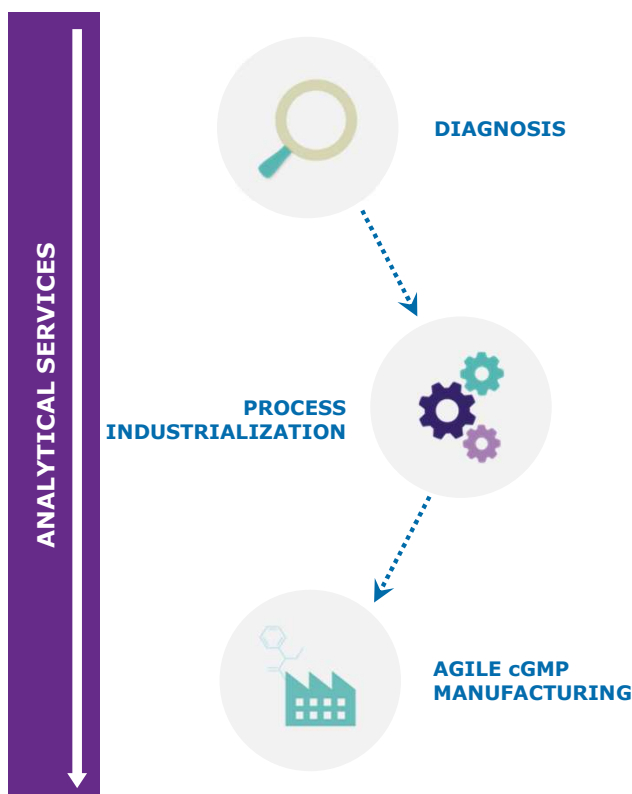 ANALYTICAL SERVICES
DIAGNOSIS
PROCESS
INDUSTRIALIZATION
AGILE cGMP
MANUFACTURING